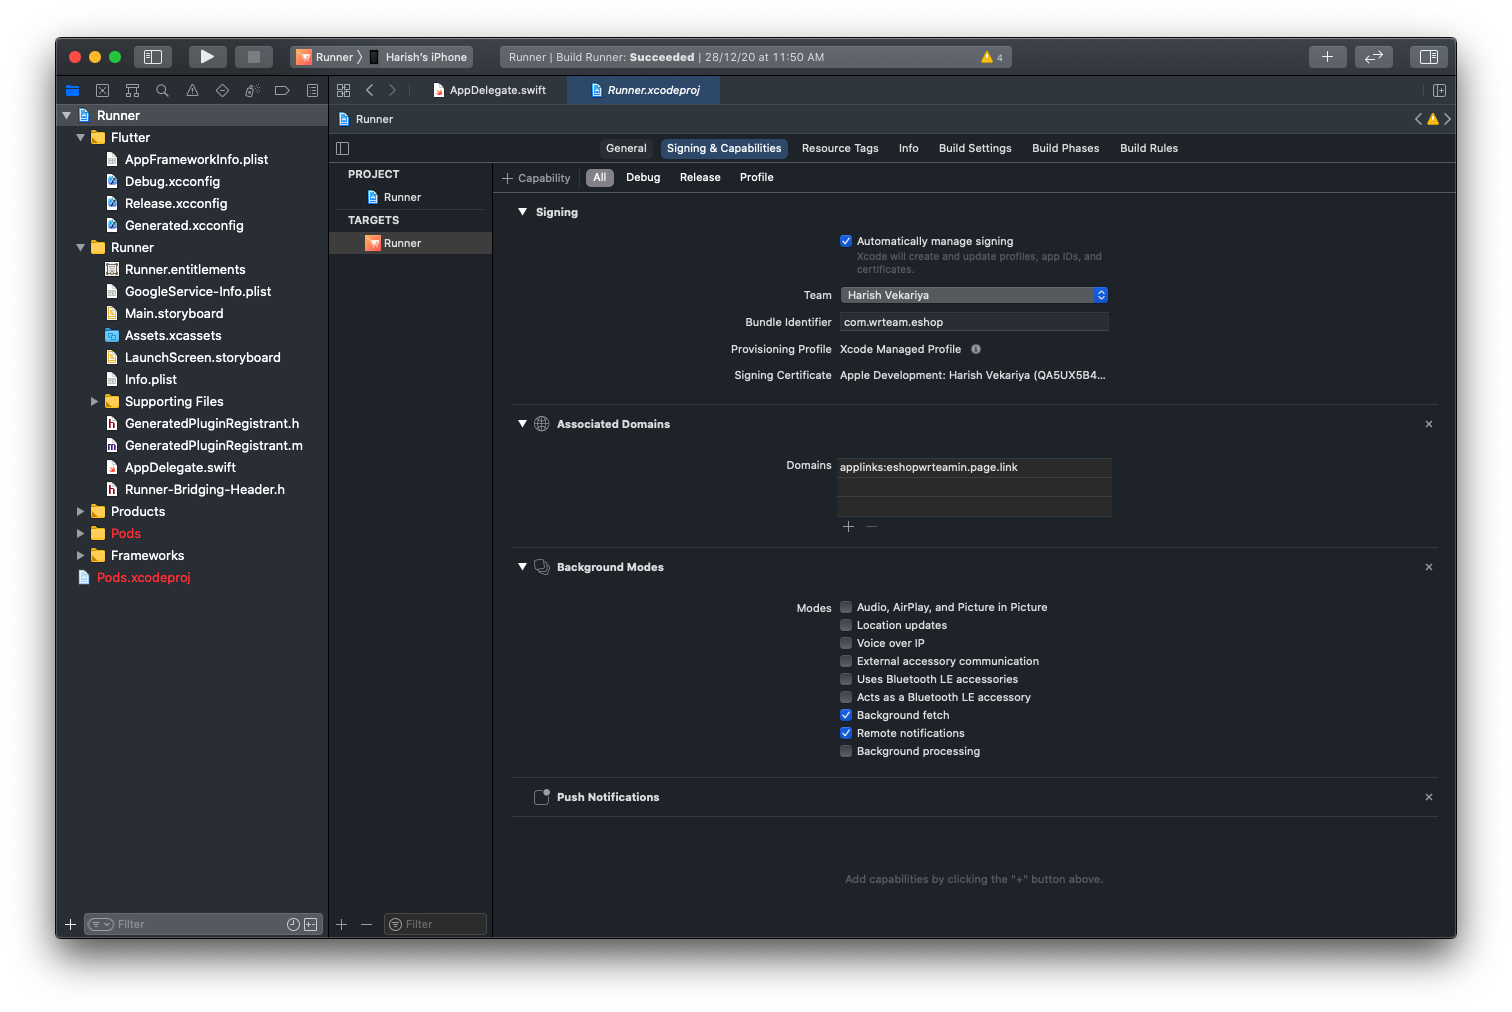 Runner
Harish's iPhone
Runner | Build Runner: Succeeded | 28/12/20 at 11:50 AM
4
AppDelegate.swift
Runner.xcodeproj
Runner
Flutter
AppFrameworkInfo.plist
Debug.xcconfig
Release.xcconfig
Generated.xcconfig
Runner
Runner.entitlements
GoogleService-Info.plist
Main.storyboard
Assets.xcassets
LaunchScreen.storyboard
Info.plist
Supporting Files
GeneratedPluginRegistrant.h
GeneratedPluginRegistrant.m
AppDelegate.swift
Runner-Bridging-Header.h
Products
Pods
Frameworks
Pods.xcodeproj
Filter
Runner
General
Signing & Capabilities
Resource Tags
Info
Build Settings
Build Phases
Build Rules
PROJECT
Runner
TARGETS
Runner
Filter
+ Capability
All
Debug
Release
Profile
Signing
Automatically manage signing
Xcode will create and update profiles, app IDs, and
certificates.
Team
Harish Vekariya
Bundle Identifier
com.wrteam.eshop
Provisioning Profile
Xcode Managed Profile
Signing Certificate
Apple Development: Harish Vekariya (QA5UX5B4...
Associated Domains
Domains
applinks:eshopwrteamin.page.link
Background Modes
Modes
Audio, AirPlay, and Picture in Picture
Location updates
Voice over IP
External accessory communication
Uses Bluetooth LE accessories
Acts as a Bluetooth LE accessory
Background fetch
Remote notifications
Background processing
Push Notifications
Add capabilities by clicking the "+" button above.